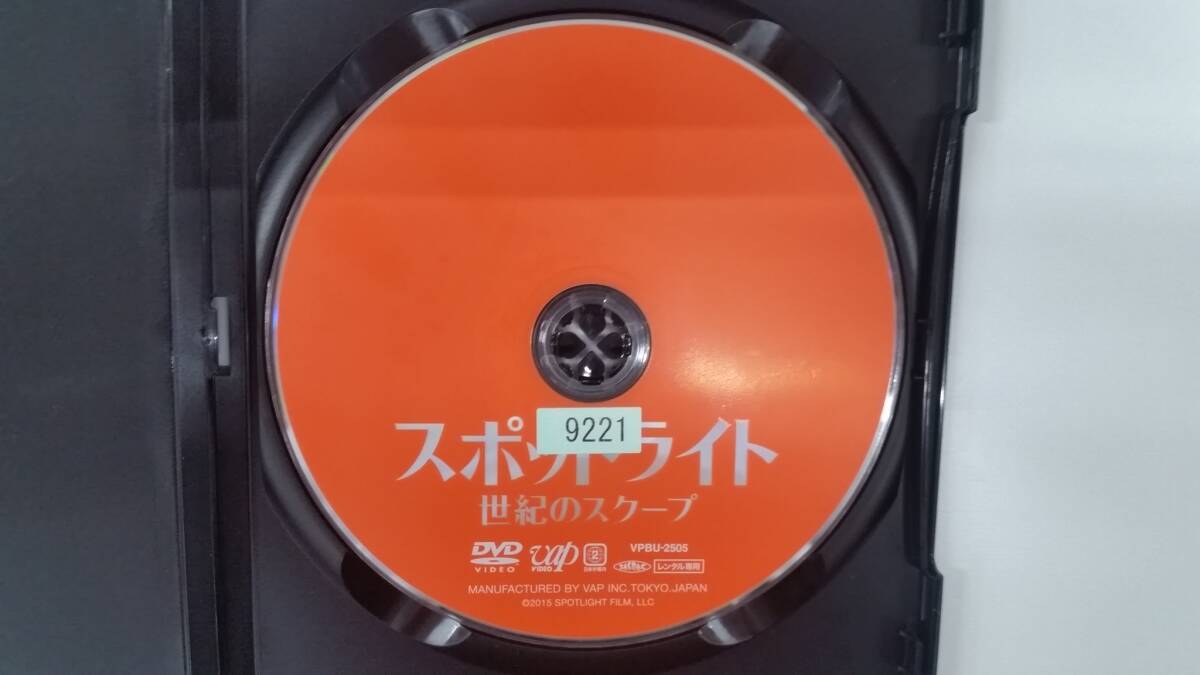 9221
スポットライト
世紀のスクープ
DVD VIDEO vap VIDEO 2 VPBU-2505 レンタル専用
MANUFACTURED BY VAP INC.TOKYO.JAPAN
©2015 SPOTLIGHT FILM, LLC